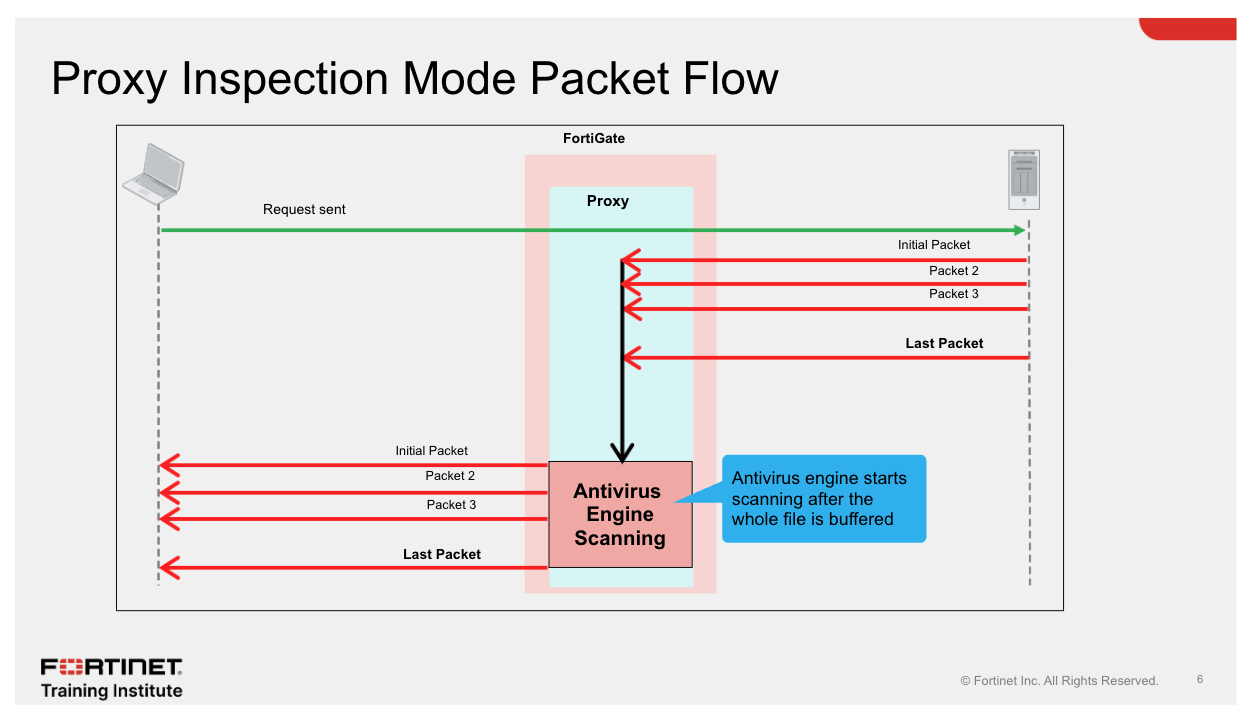 Proxy Inspection Mode Packet Flow
FortiGate
Proxy
Request sent
Initial Packet
Packet 2
Packet 3
Last Packet
Initial Packet
Packet 2
Packet 3
Last Packet
Antivirus
Engine
Scanning
Antivirus engine starts
scanning after the
whole file is buffered
FORTINET
Training Institute
© Fortinet Inc. All Rights Reserved.
6